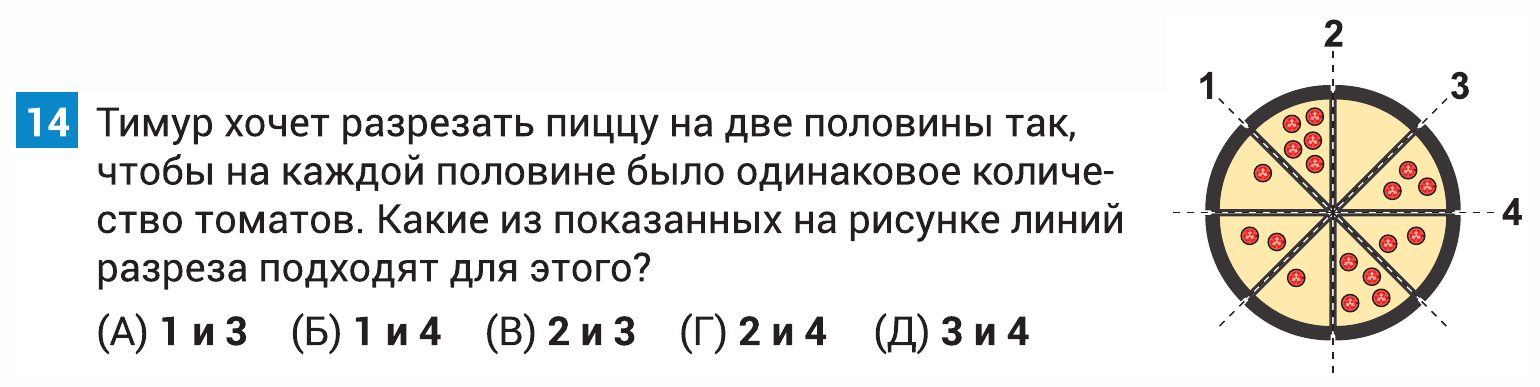 2
1
3
14 Тимур хочет разрезать пиццу на две половины так,
чтобы на каждой половине было одинаковое количе-
ство томатов. Какие из показанных на рисунке линий
4
разреза подходят для этого?
(А) 1 и 3 (Б) 1 и 4 (В) 2 и 3 (Г) 2 и 4 (Д) 3 и 4